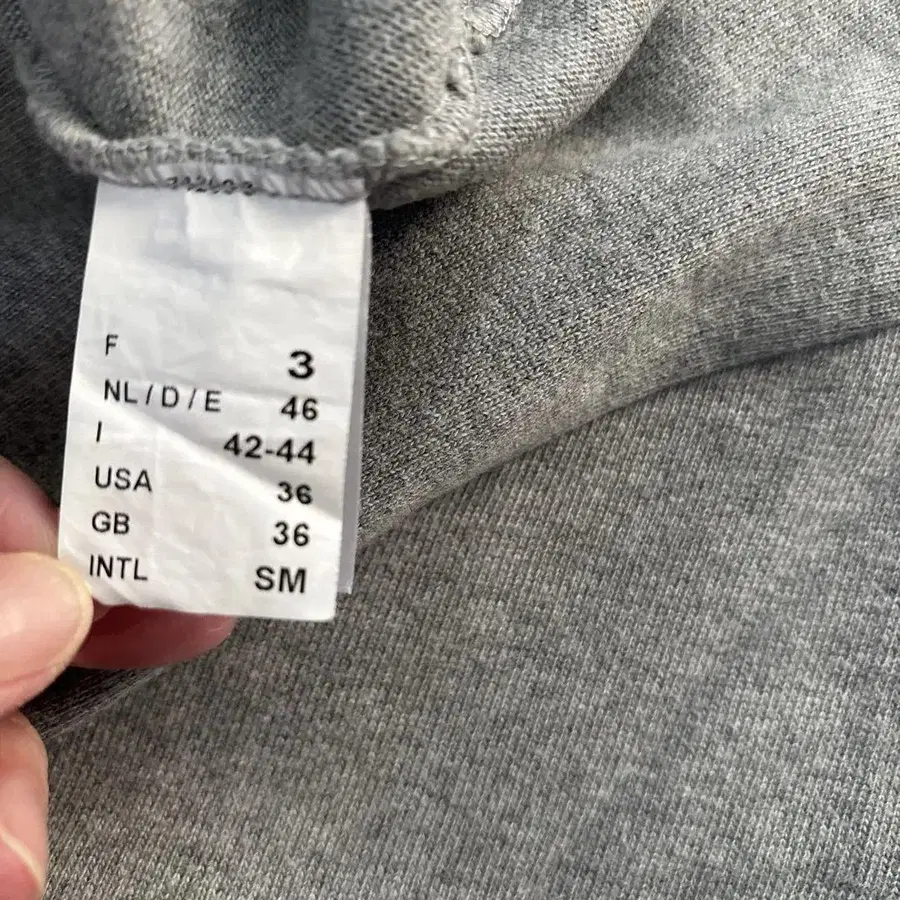 F 3
NL / D / E 46
I 42-44
USA 36
GB 36
INTL SM